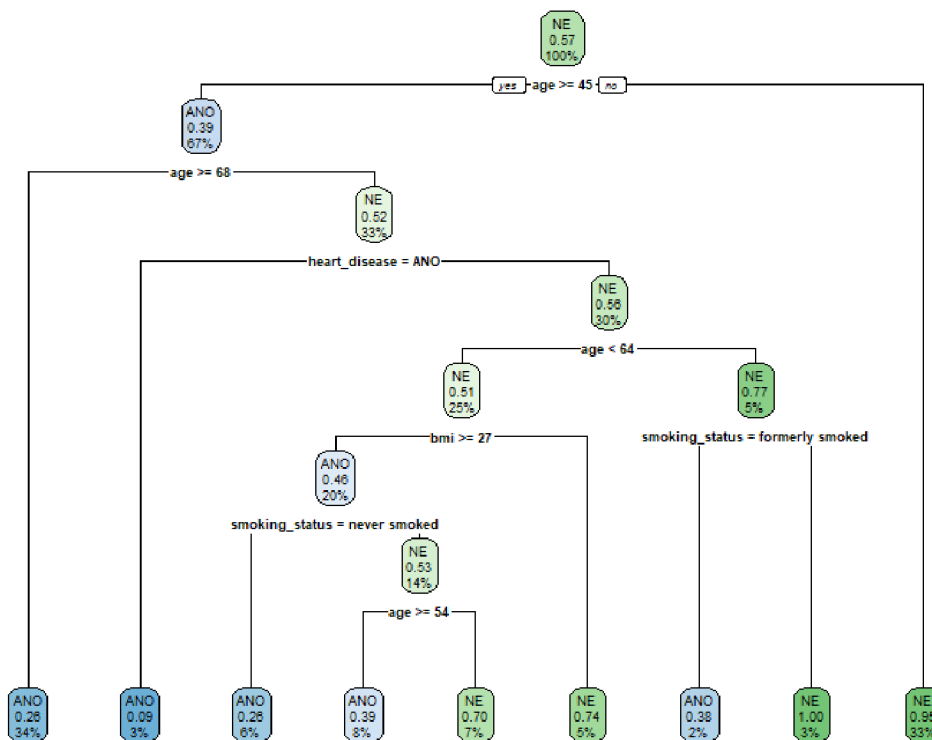 NE
0.57
100%
yes age >= 45 no
ANO
0.39
67%
age >= 68
NE
0.52
33%
heart_disease = ANO
NE
0.56
30%
age < 64
NE
0.51
25%
NE
0.77
5%
bmi >= 27
smoking_status = formerly smoked
ANO
0.46
20%
smoking_status = never smoked
NE
0.53
14%
age >= 54
ANO
0.26
34%
ANO
0.09
3%
ANO
0.26
6%
ANO
0.39
8%
NE
0.70
7%
NE
0.74
5%
ANO
0.38
2%
NE
1.00
3%
NE
0.95
33%